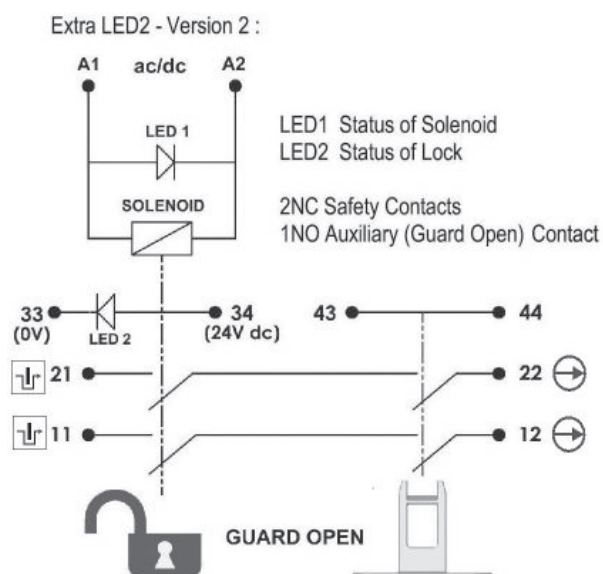 Extra LED2 - Version 2 :
A1 ac/dc A2
LED 1
LED1 Status of Solenoid
LED2 Status of Lock
SOLENOID
2NC Safety Contacts
1NO Auxiliary (Guard Open) Contact
33 34 43 44
(0V) LED 2 (24V dc)
21 22
11 12
GUARD OPEN